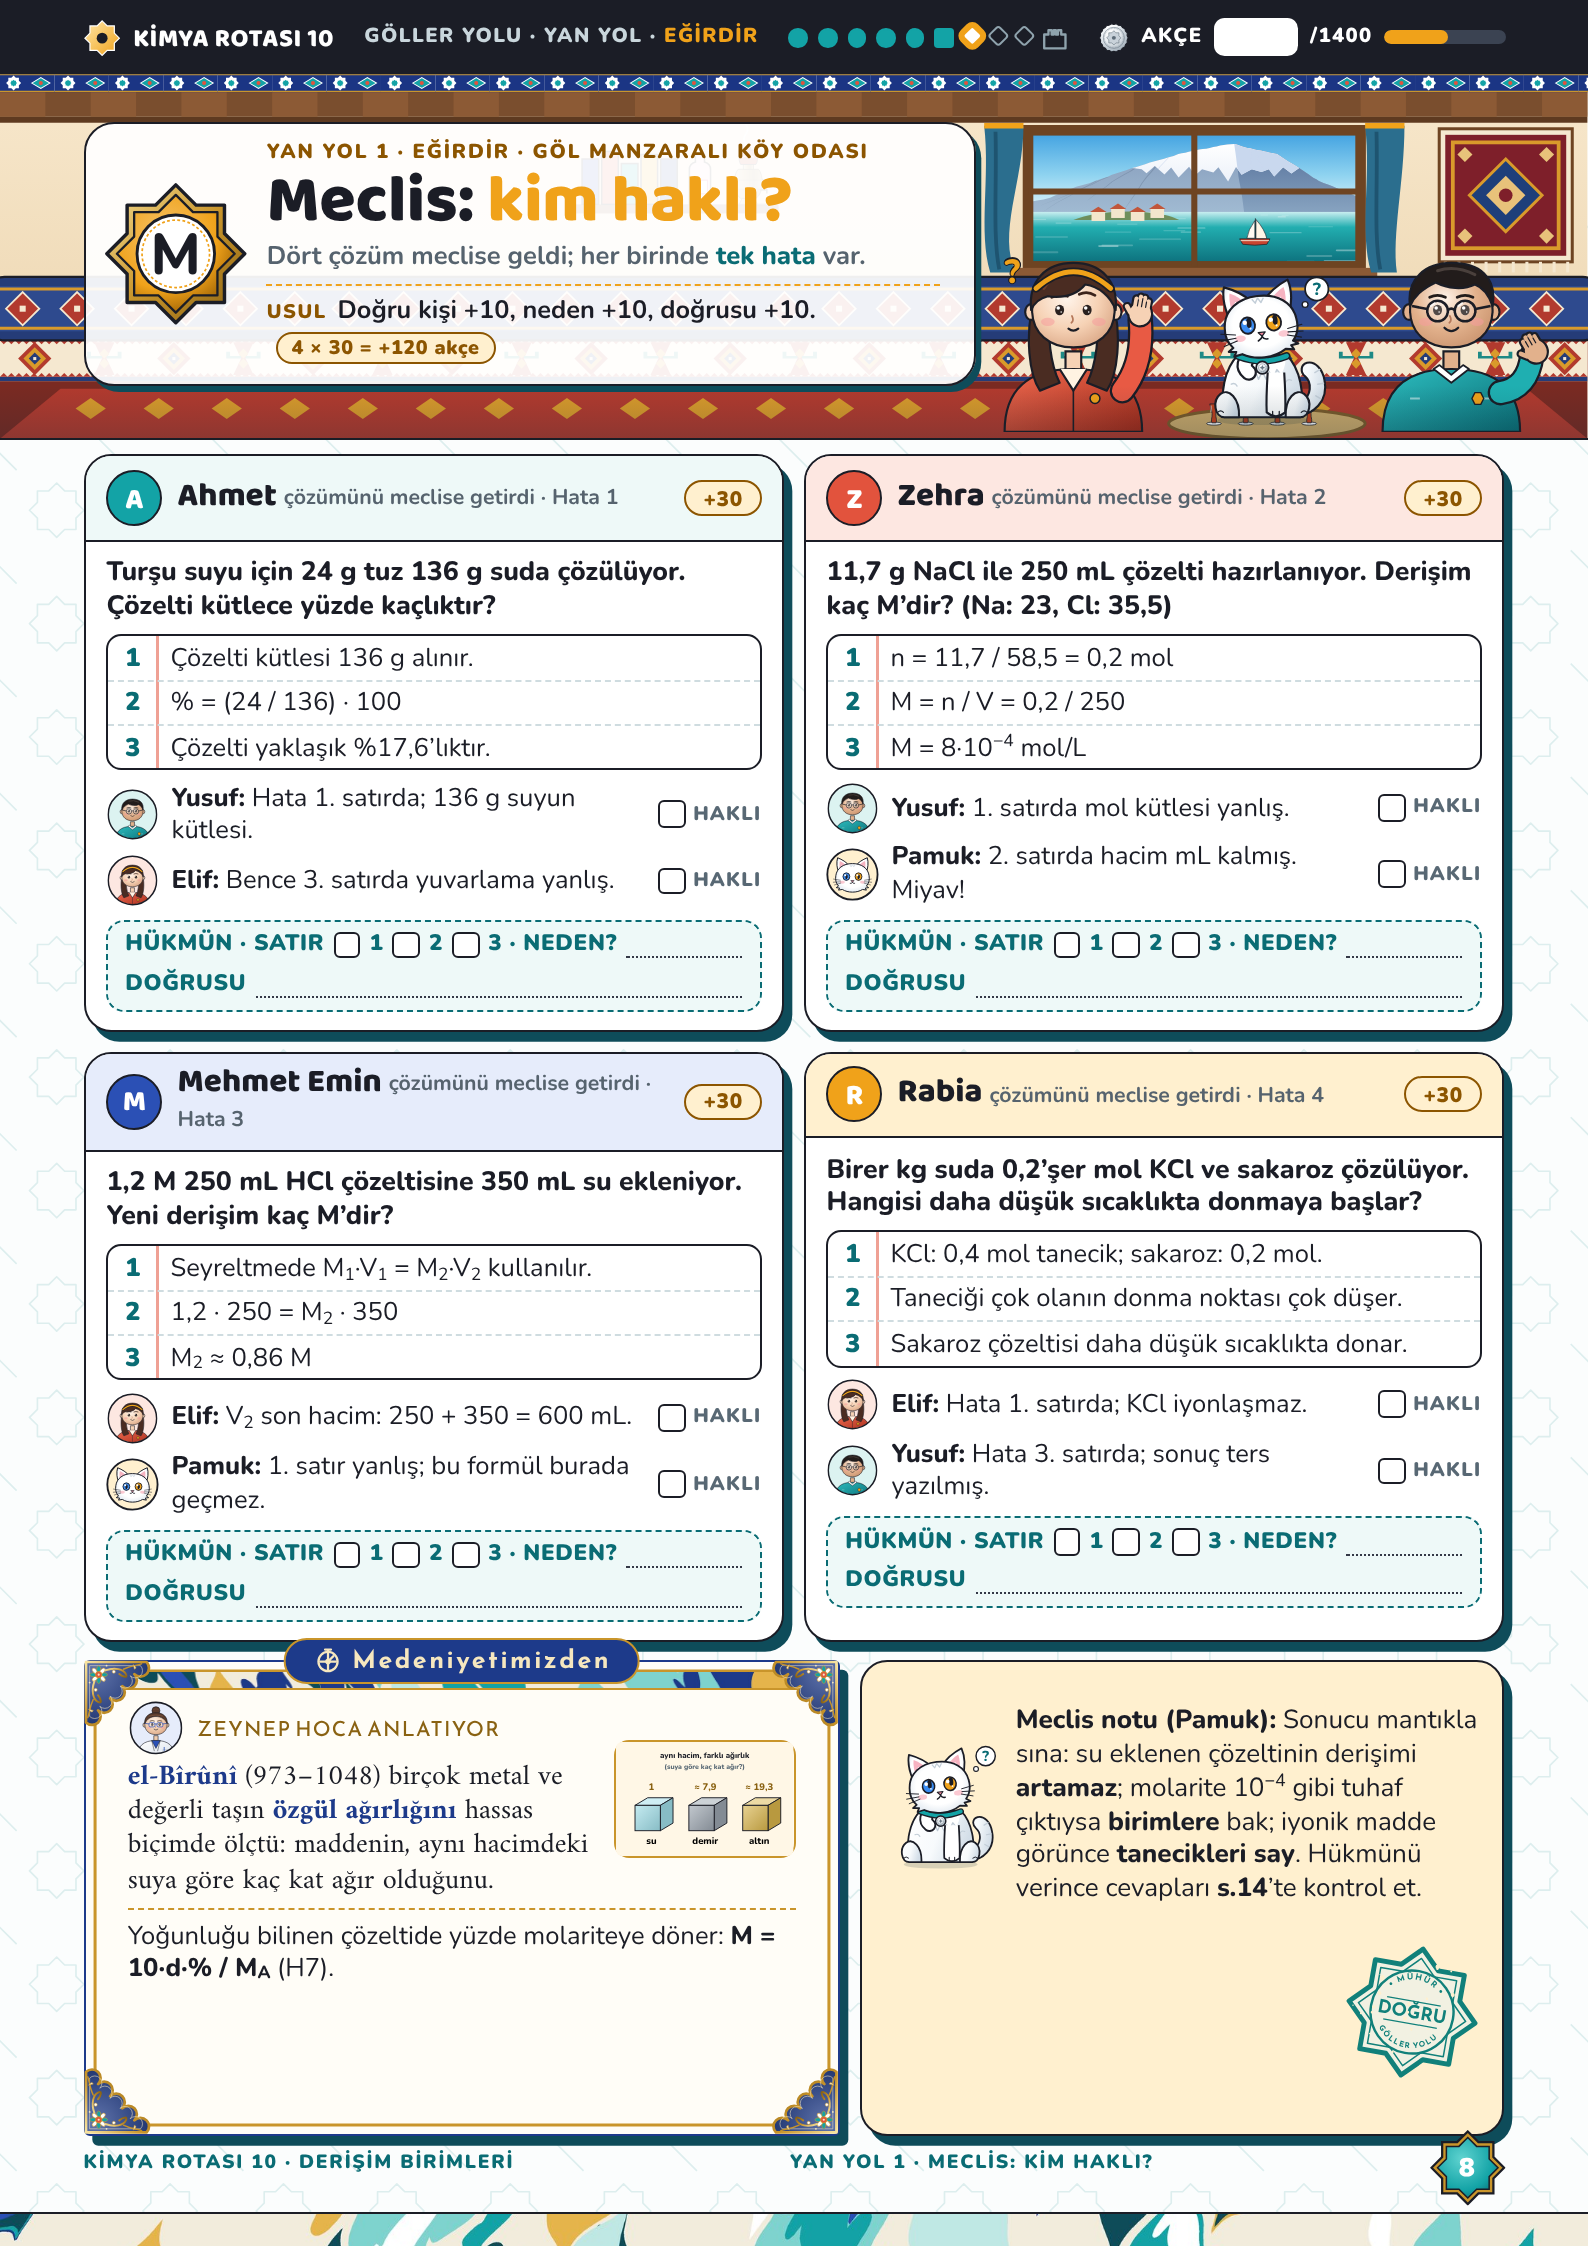 KİMYA ROTASI 10 GÖLLER YOLU · YAN YOL · EĞİRDİR AKÇE /1400
YAN YOL 1 · EĞİRDİR · GÖL MANZARALI KÖY ODASI
M
Meclis: kim haklı?
Dört çözüm meclise geldi; her birinde tek hata var.
USUL Doğru kişi +10, neden +10, doğrusu +10.
4 × 30 = +120 akçe
?
?
A Ahmet çözümünü meclise getirdi · Hata 1 +30
Turşu suyu için 24 g tuz 136 g suda çözülüyor.
Çözelti kütlece yüzde kaçlıktır?
1 Çözelti kütlesi 136 g alınır.
2 % = (24 / 136) · 100
3 Çözelti yaklaşık %17,6’lıktır.
Yusuf: Hata 1. satırda; 136 g suyun
kütlesi.
HAKLI
Elif: Bence 3. satırda yuvarlama yanlış. HAKLI
HÜKMÜN · SATIR 1 2 3 · NEDEN?
DOĞRUSU
Z Zehra çözümünü meclise getirdi · Hata 2 +30
11,7 g NaCl ile 250 mL çözelti hazırlanıyor. Derişim
kaç M’dir? (Na: 23, Cl: 35,5)
1 n = 11,7 / 58,5 = 0,2 mol
2 M = n / V = 0,2 / 250
3 M = 8·10⁻⁴ mol/L
Yusuf: 1. satırda mol kütlesi yanlış. HAKLI
Pamuk: 2. satırda hacim mL kalmış.
Miyav!
HAKLI
HÜKMÜN · SATIR 1 2 3 · NEDEN?
DOĞRUSU
M Mehmet Emin çözümünü meclise getirdi ·
Hata 3
+30
1,2 M 250 mL HCl çözeltisine 350 mL su ekleniyor.
Yeni derişim kaç M’dir?
1 Seyreltmede M₁·V₁ = M₂·V₂ kullanılır.
2 1,2 · 250 = M₂ · 350
3 M₂ ≈ 0,86 M
Elif: V₂ son hacim: 250 + 350 = 600 mL. HAKLI
Pamuk: 1. satır yanlış; bu formül burada
geçmez.
HAKLI
HÜKMÜN · SATIR 1 2 3 · NEDEN?
DOĞRUSU
R Rabia çözümünü meclise getirdi · Hata 4 +30
Birer kg suda 0,2’şer mol KCl ve sakaroz çözülüyor.
Hangisi daha düşük sıcaklıkta donmaya başlar?
1 KCl: 0,4 mol tanecik; sakaroz: 0,2 mol.
2 Taneciği çok olanın donma noktası çok düşer.
3 Sakaroz çözeltisi daha düşük sıcaklıkta donar.
Elif: Hata 1. satırda; KCl iyonlaşmaz. HAKLI
Yusuf: Hata 3. satırda; sonuç ters
yazılmış.
HAKLI
HÜKMÜN · SATIR 1 2 3 · NEDEN?
DOĞRUSU
Medeniyetimizden
ZEYNEP HOCA ANLATIYOR
el-Bîrûnî (973–1048) birçok metal ve
değerli taşın özgül ağırlığını hassas
biçimde ölçtü: maddenin, aynı hacimdeki
suya göre kaç kat ağır olduğunu.
aynı hacim, farklı ağırlık
(suya göre kaç kat ağır?)
1 ≈ 7,9 ≈ 19,3
su demir altın
Yoğunluğu bilinen çözeltide yüzde molariteye döner: M =
10·d·% / Mᴀ (H7).
?
Meclis notu (Pamuk): Sonucu mantıkla
sına: su eklenen çözeltinin derişimi
artamaz; molarite 10⁻⁴ gibi tuhaf
çıktıysa birimlere bak; iyonik madde
görünce tanecikleri say. Hükmünü
verince cevapları s.14’te kontrol et.
· MÜHÜR ·
DOĞRU
GÖLLER YOLU
KİMYA ROTASI 10 · DERİŞİM BİRİMLERİ YAN YOL 1 · MECLİS: KİM HAKLI? 8